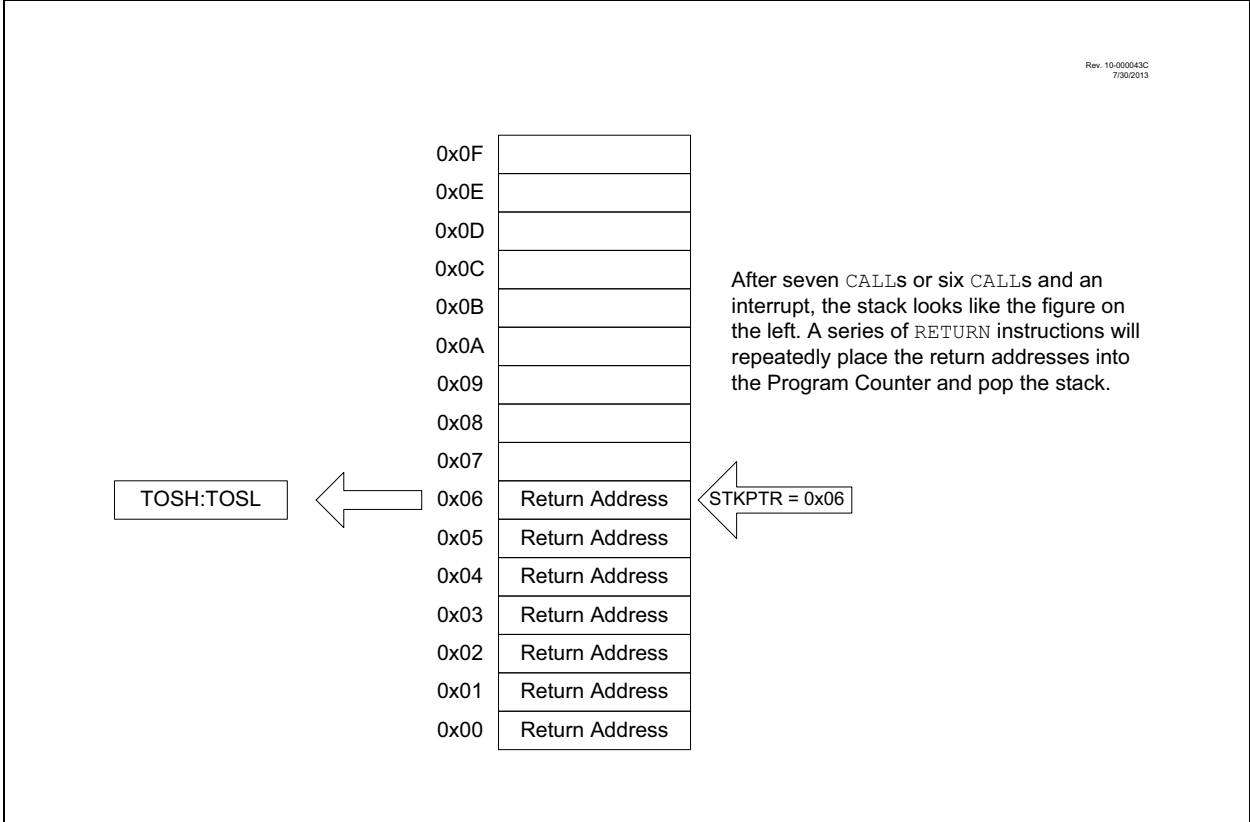 Rev. 10-000043C
7/30/2013
0x0F
0x0E
0x0D
0x0C
0x0B
0x0A
0x09
0x08
0x07
After seven CALLs or six CALLs and an
interrupt, the stack looks like the figure on
the left. A series of RETURN instructions will
repeatedly place the return addresses into
the Program Counter and pop the stack.
TOSH:TOSL
0x06 Return Address
STKPTR = 0x06
0x05 Return Address
0x04 Return Address
0x03 Return Address
0x02 Return Address
0x01 Return Address
0x00 Return Address